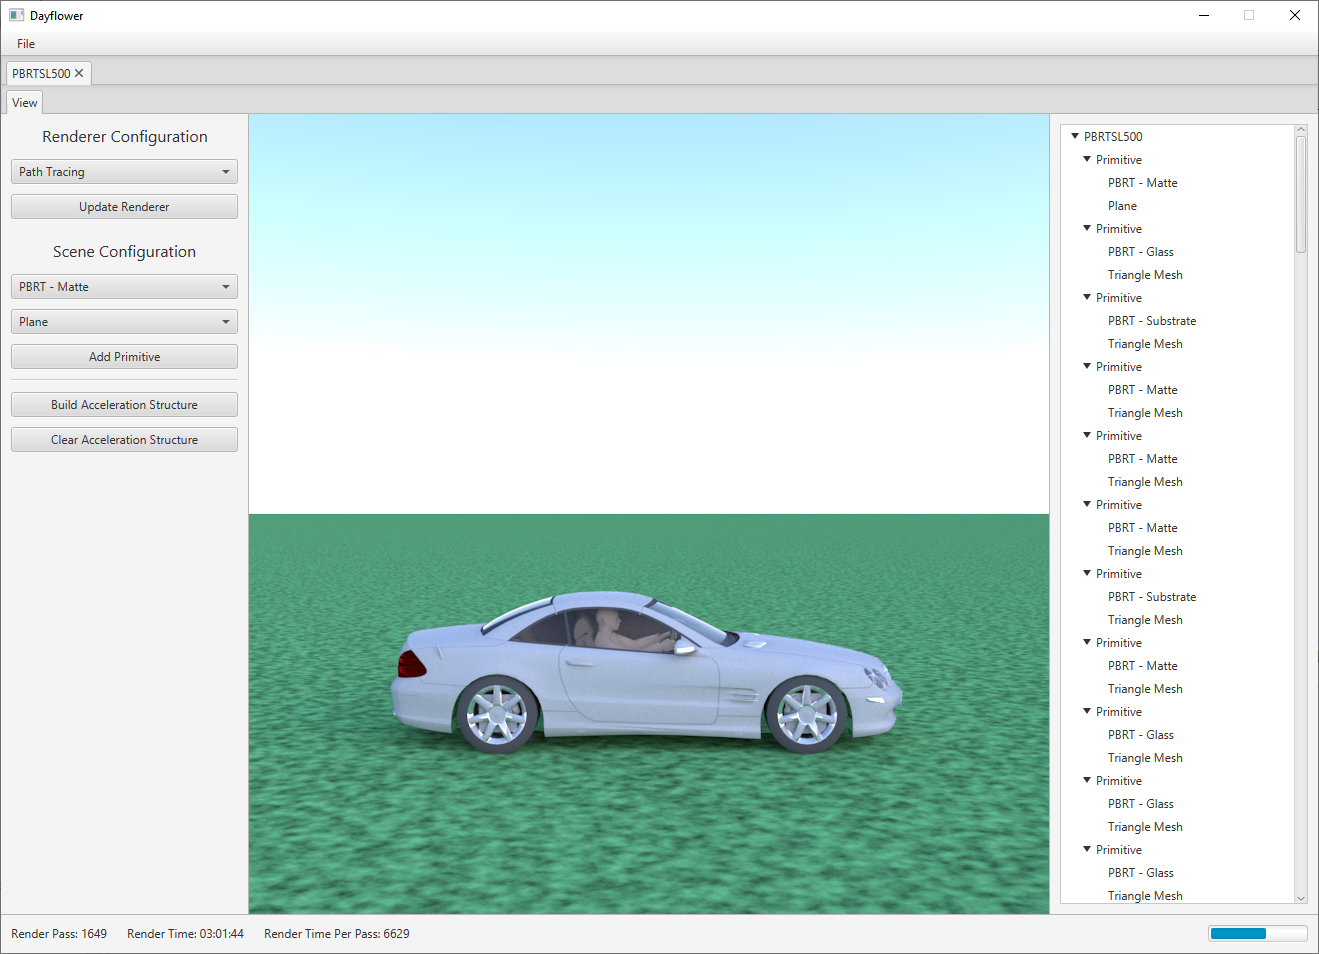 Dayflower
File
PBRTSL500
View
Renderer Configuration
Path Tracing
Update Renderer
Scene Configuration
PBRT - Matte
Plane
Add Primitive
Build Acceleration Structure
Clear Acceleration Structure
PBRTSL500
Primitive
PBRT - Matte
Plane
Primitive
PBRT - Glass
Triangle Mesh
Primitive
PBRT - Substrate
Triangle Mesh
Primitive
PBRT - Matte
Triangle Mesh
Primitive
PBRT - Matte
Triangle Mesh
Primitive
PBRT - Matte
Triangle Mesh
Primitive
PBRT - Substrate
Triangle Mesh
Primitive
PBRT - Matte
Triangle Mesh
Primitive
PBRT - Glass
Triangle Mesh
Primitive
PBRT - Glass
Triangle Mesh
Primitive
PBRT - Glass
Triangle Mesh
Render Pass: 1649 Render Time: 03:01:44 Render Time Per Pass: 6629